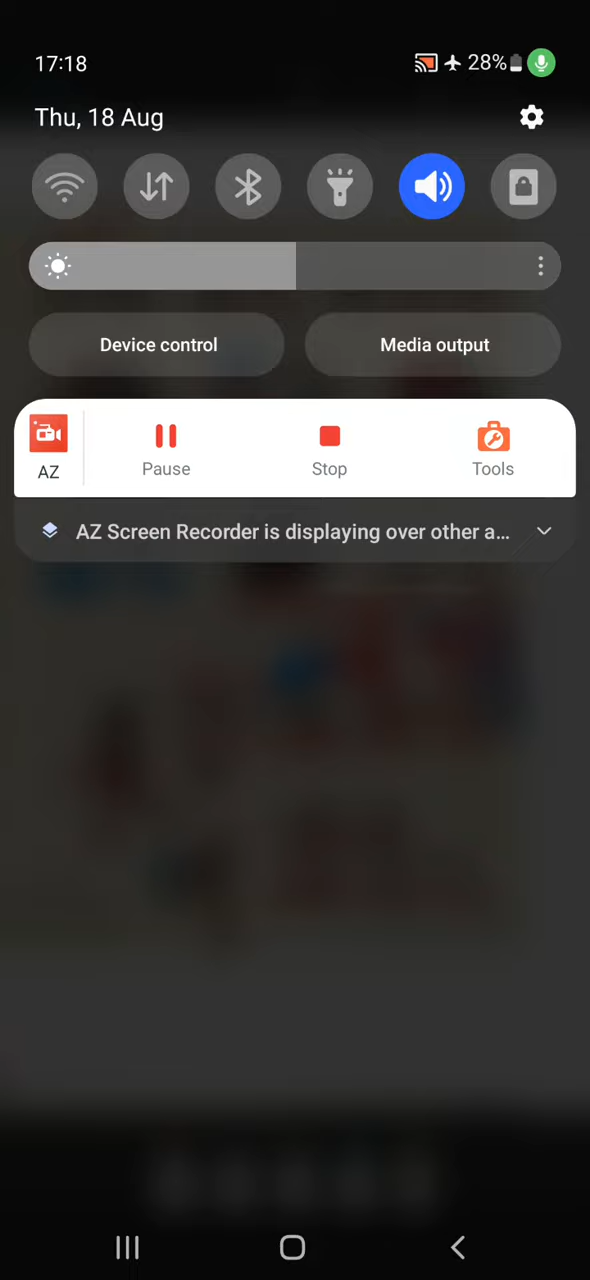 17:18
28%
Thu, 18 Aug
Device control
Media output
AZ
Pause
Stop
Tools
AZ Screen Recorder is displaying over other a...